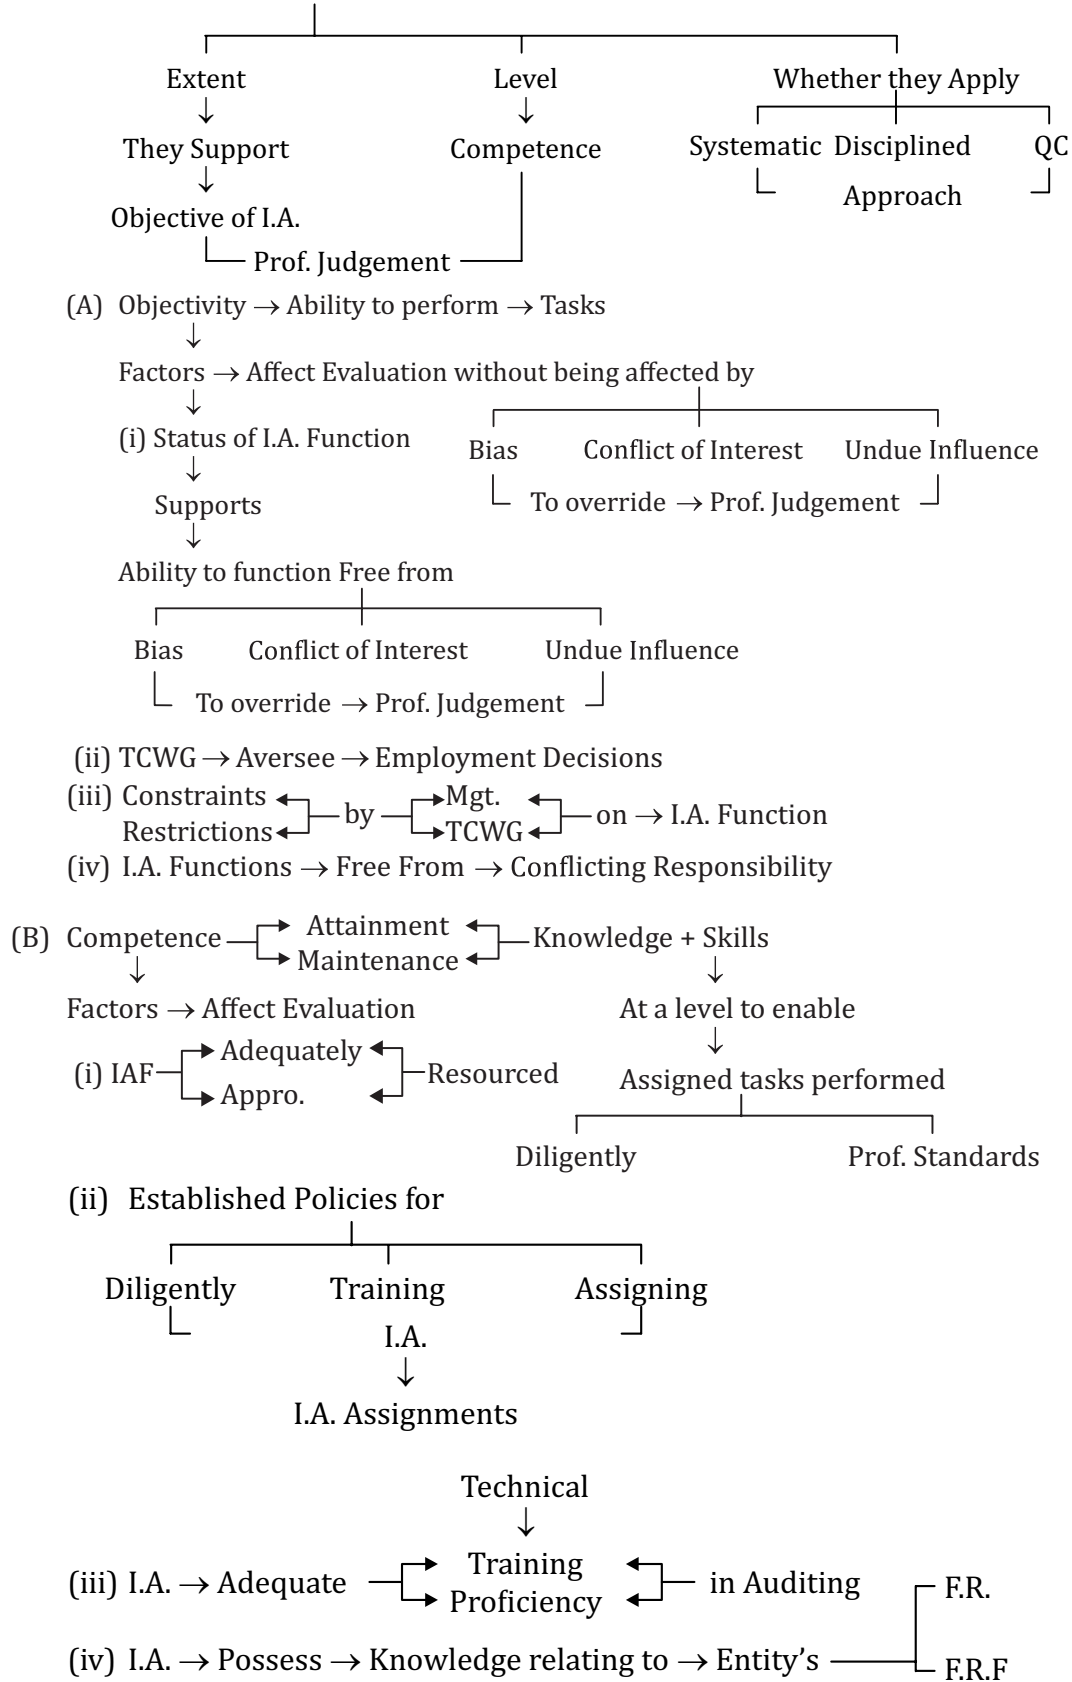 Extent Level Whether they Apply
They Support Competence Systematic Disciplined QC
Approach
Objective of I.A.
Prof. Judgement
(A) Objectivity → Ability to perform → Tasks
Factors → Affect Evaluation without being affected by
(i) Status of I.A. Function
Bias Conflict of Interest Undue Influence
Supports
To override → Prof. Judgement
Ability to function Free from
Bias Conflict of Interest Undue Influence
To override → Prof. Judgement
(ii) TCWG → Aversee → Employment Decisions
(iii) Constraints
Restrictions
by
Mgt.
TCWG
on → I.A. Function
(iv) I.A. Functions → Free From → Conflicting Responsibility
(B) Competence
Attainment
Maintenance
Knowledge + Skills
Factors → Affect Evaluation
At a level to enable
(i) IAF
Adequately
Appro.
Resourced
Assigned tasks performed
Diligently Prof. Standards
(ii) Established Policies for
Diligently Training Assigning
I.A.
I.A. Assignments
Technical
(iii) I.A. → Adequate
Training
Proficiency
in Auditing
(iv) I.A. → Possess → Knowledge relating to → Entity's
F.R.
F.R.F